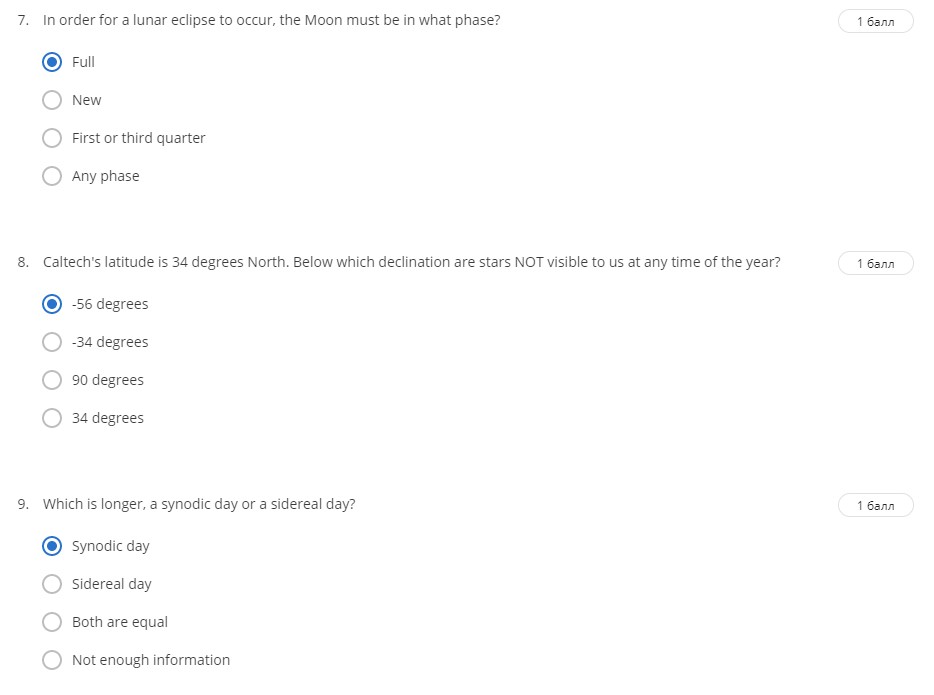 7. In order for a lunar eclipse to occur, the Moon must be in what phase? 1 балл
Full
New
First or third quarter
Any phase
8. Caltech's latitude is 34 degrees North. Below which declination are stars NOT visible to us at any time of the year? 1 балл
-56 degrees
-34 degrees
90 degrees
34 degrees
9. Which is longer, a synodic day or a sidereal day? 1 балл
Synodic day
Sidereal day
Both are equal
Not enough information